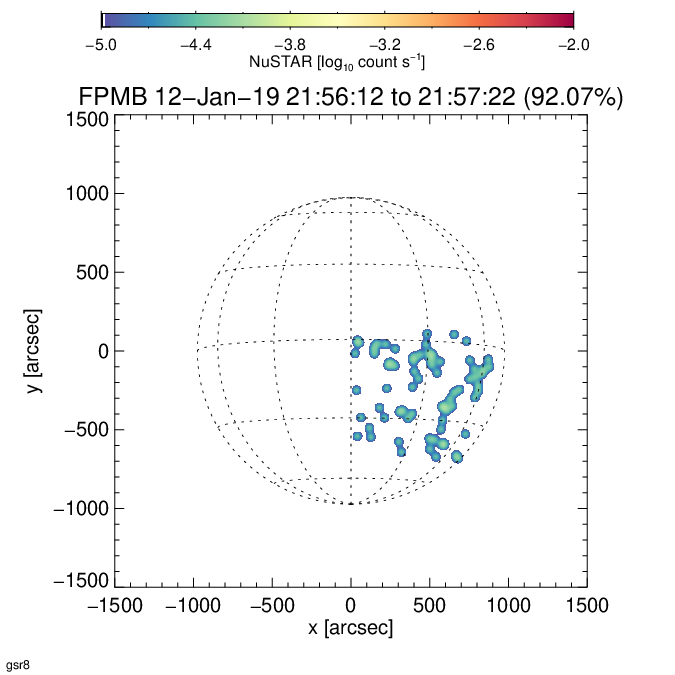 −5.0 −4.4 −3.8 −3.2 −2.6 −2.0
NuSTAR [log₁₀ count s⁻¹]
FPMB 12−Jan−19 21:56:12 to 21:57:22 (92.07%)
1500
1000
500
0
−500
−1000
−1500
y [arcsec]
−1500 −1000 −500 0 500 1000 1500
x [arcsec]
gsr8